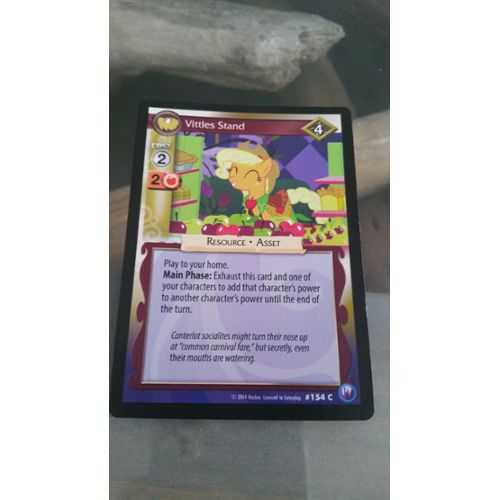 Vittles Stand
4
COST
2
2
RESOURCE • ASSET
Play to your home.
Main Phase: Exhaust this card and one of
your characters to add that character's power
to another character's power until the end of
the turn.
Canterlot socialites might turn their nose up
at "common carnival fare," but secretly, even
their mouths are watering.
© 2014 Hasbro. Licensed to Enterplay #154 C